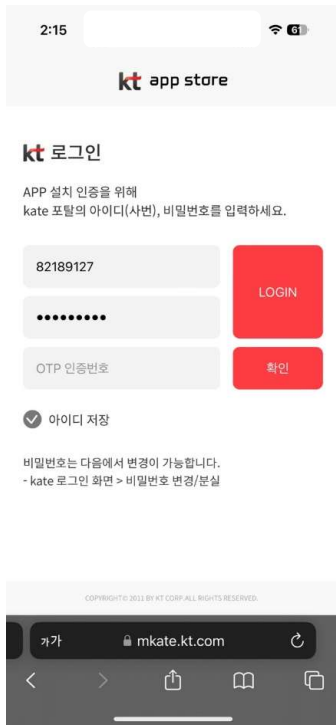 2:15
61
kt app store
kt 로그인
APP 설치 인증을 위해
kate 포탈의 아이디(사번), 비밀번호를 입력하세요.
82189127
LOGIN
•••••••••
OTP 인증번호
확인
아이디 저장
비밀번호는 다음에서 변경이 가능합니다.
- kate 로그인 화면 > 비밀번호 변경/분실
COPYRIGHT© 2011 BY KT CORP. ALL RIGHTS RESERVED.
가가
mkate.kt.com